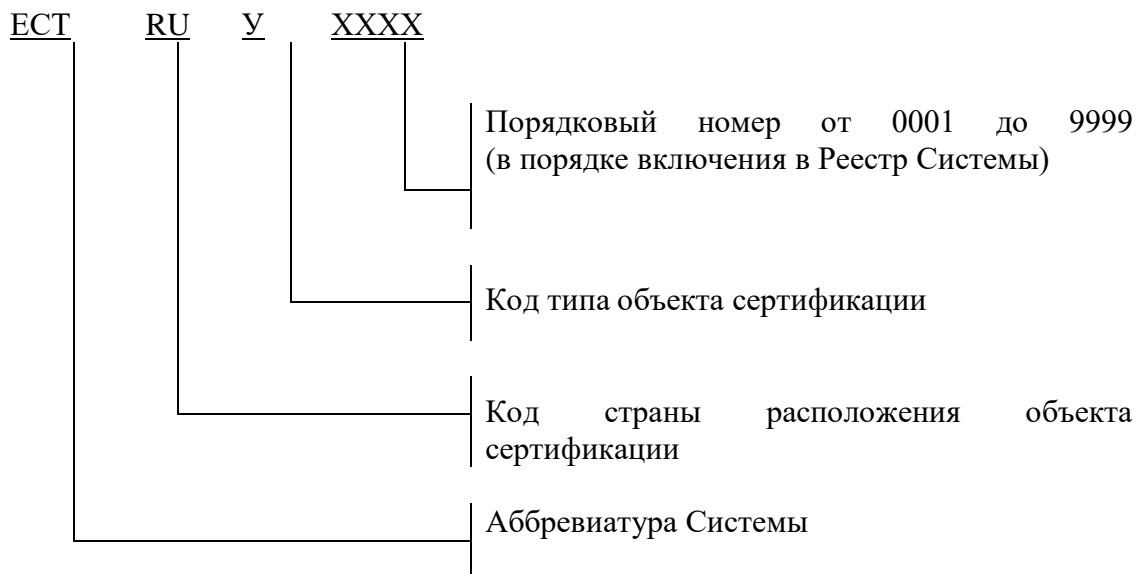 ЕСТ RU У ХХХХ
Порядковый номер от 0001 до 9999
(в порядке включения в Реестр Системы)
Код типа объекта сертификации
Код страны расположения объекта
сертификации
Аббревиатура Системы